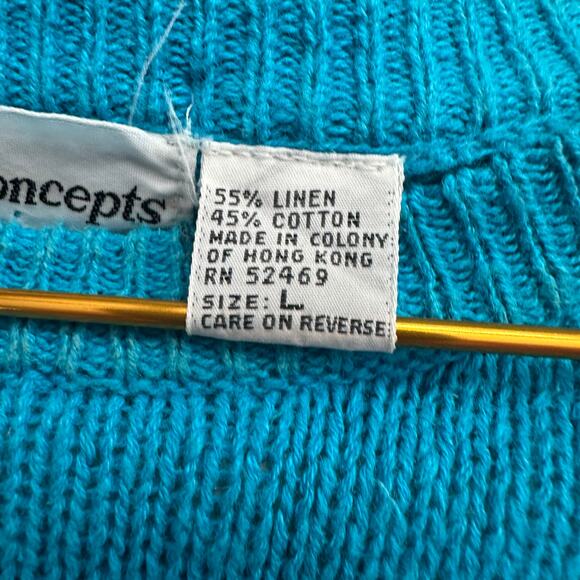 oncepts
55% LINEN
45% COTTON
MADE IN COLONY
OF HONG KONG
RN 52469
SIZE: L
CARE ON REVERSE